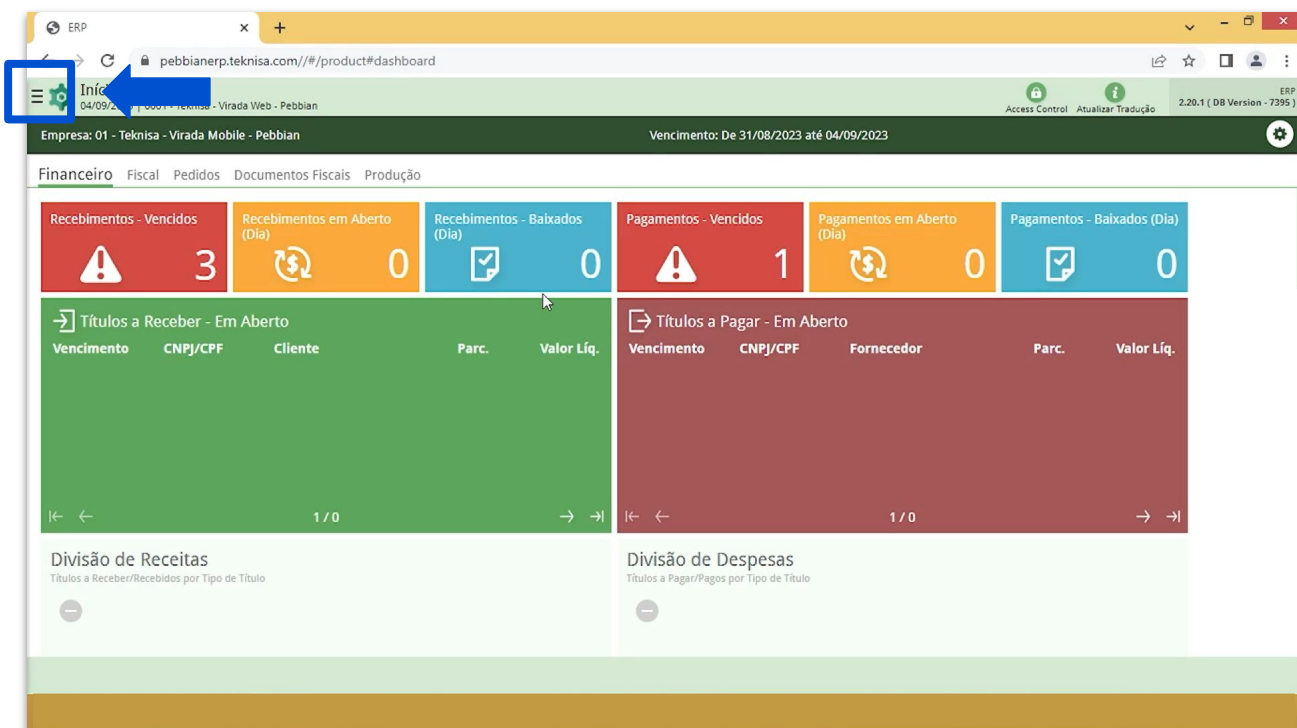 ERP
pebbianerp.teknisa.com//#/product#dashboard
Teknisa - Virada Web - Pebbian
Access Control
Atualizar Tradução
ERP
2.20.1 ( DB Version - 7395 )
Empresa: 01 - Teknisa - Virada Mobile - Pebbian
Vencimento: De 31/08/2023 até 04/09/2023
Financeiro Fiscal Pedidos Documentos Fiscais Produção
Recebimentos - Vencidos
3
Recebimentos em Aberto
(Dia)
0
Recebimentos - Baixados
(Dia)
0
Pagamentos - Vencidos
1
Pagamentos em Aberto
(Dia)
0
Pagamentos - Baixados (Dia)
0
Títulos a Receber - Em Aberto
Vencimento CNPJ/CPF Cliente Parc. Valor Líq.
1 / 0
Títulos a Pagar - Em Aberto
Vencimento CNPJ/CPF Fornecedor Parc. Valor Líq.
1 / 0
Divisão de Receitas
Títulos a Receber/Recebidos por Tipo de Título
Divisão de Despesas
Títulos a Pagar/Pagos por Tipo de Título